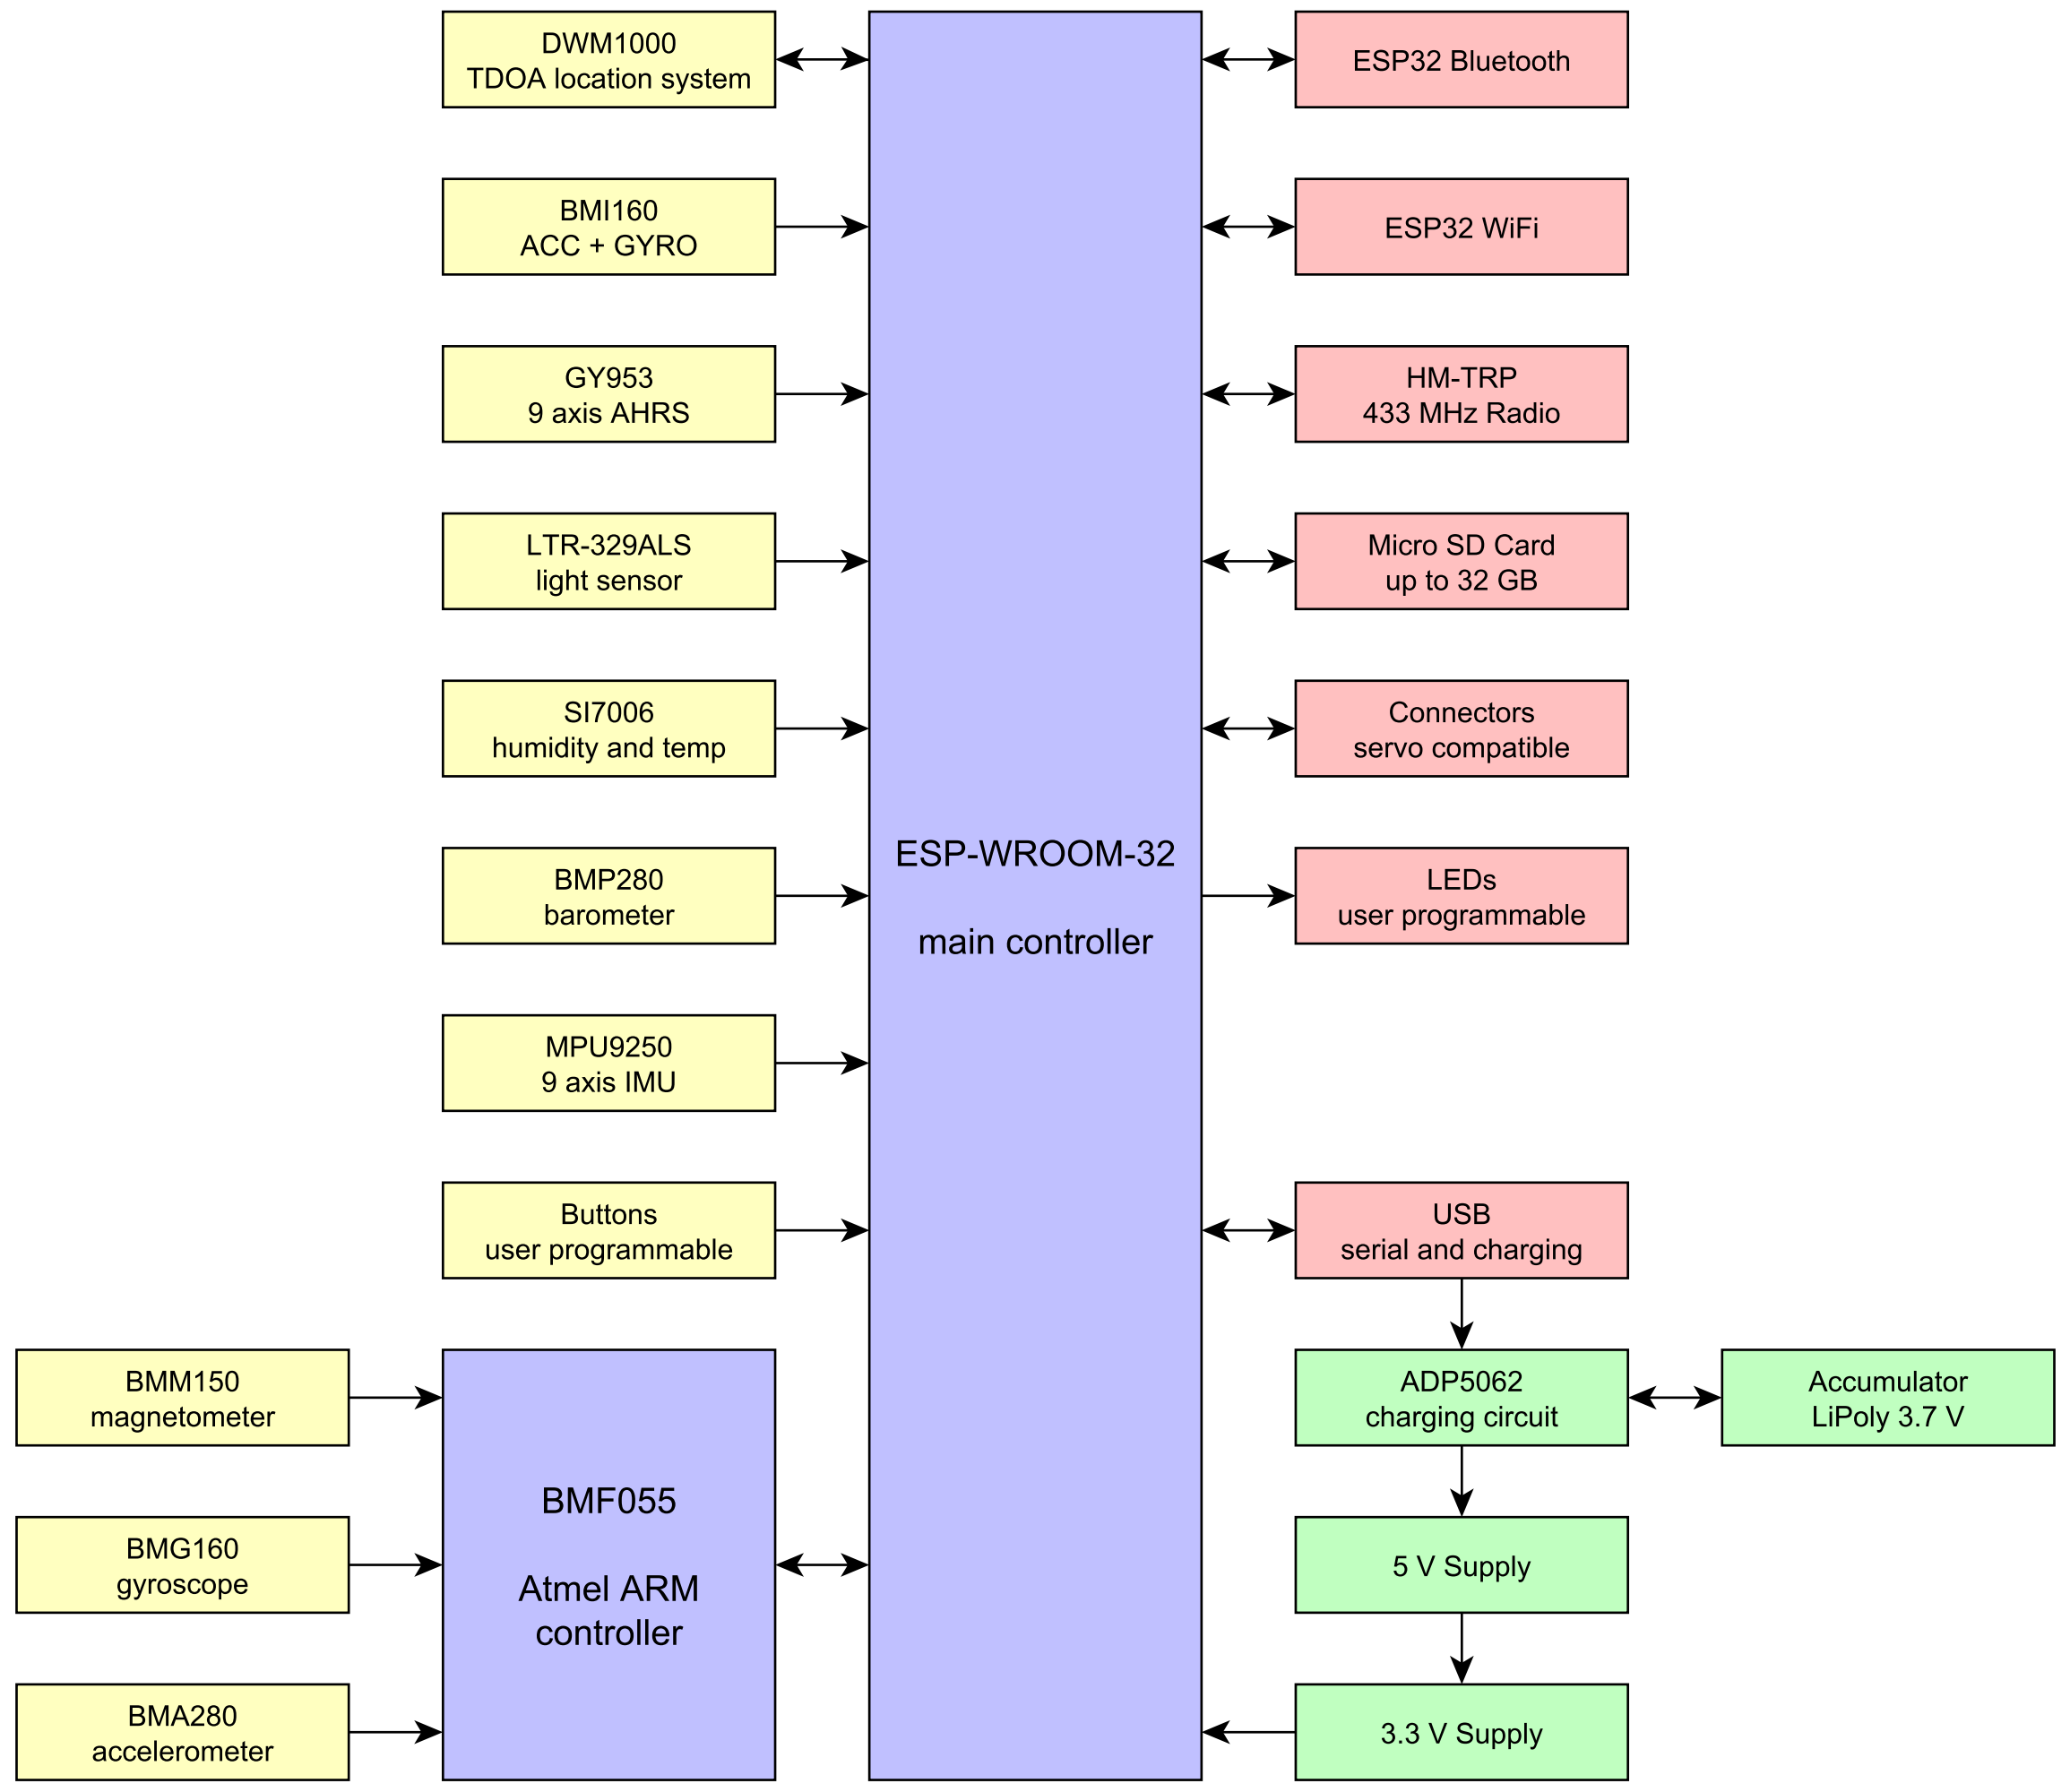 DWM1000
TDOA location system
BMI160
ACC + GYRO
GY953
9 axis AHRS
LTR-329ALS
light sensor
SI7006
humidity and temp
BMP280
barometer
MPU9250
9 axis IMU
Buttons
user programmable
BMM150
magnetometer
BMG160
gyroscope
BMA280
accelerometer
BMF055
Atmel ARM
controller
ESP-WROOM-32
main controller
ESP32 Bluetooth
ESP32 WiFi
HM-TRP
433 MHz Radio
Micro SD Card
up to 32 GB
Connectors
servo compatible
LEDs
user programmable
USB
serial and charging
ADP5062
charging circuit
Accumulator
LiPoly 3.7 V
5 V Supply
3.3 V Supply